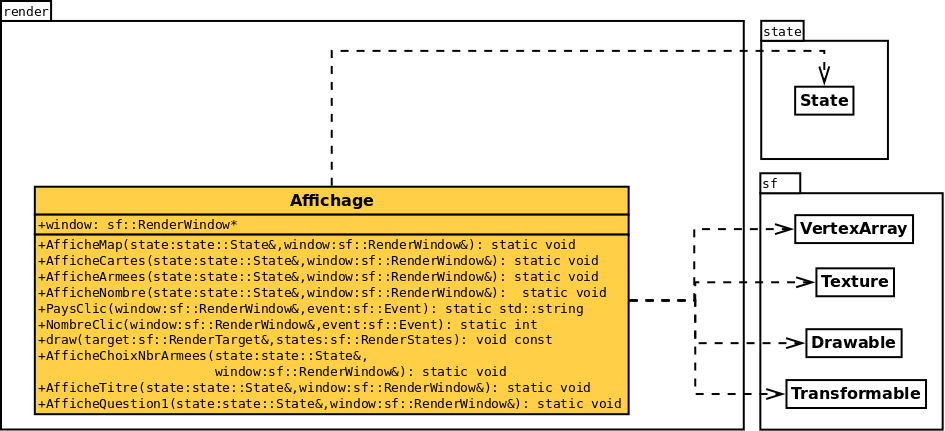 render
state
State
Affichage
+window: sf::RenderWindow*
+AfficheMap(state:state::State&,window:sf::RenderWindow&): static void
+AfficheCartes(state:state::State&,window:sf::RenderWindow&): static void
+AfficheArmees(state:state::State&,window:sf::RenderWindow&): static void
+AfficheNombre(state:state::State&,window:sf::RenderWindow&):  static void
+PaysClic(window:sf::RenderWindow&,event:sf::Event): static std::string
+NombreClic(window:sf::RenderWindow&,event:sf::Event): static int
+draw(target:sf::RenderTarget&,states:sf::RenderStates): void const
+AfficheChoixNbrArmees(state:state::State&,
window:sf::RenderWindow&): static void
+AfficheTitre(state:state::State&,window:sf::RenderWindow&): static void
+AfficheQuestion1(state:state::State&,window:sf::RenderWindow&): static void
sf
VertexArray
Texture
Drawable
Transformable